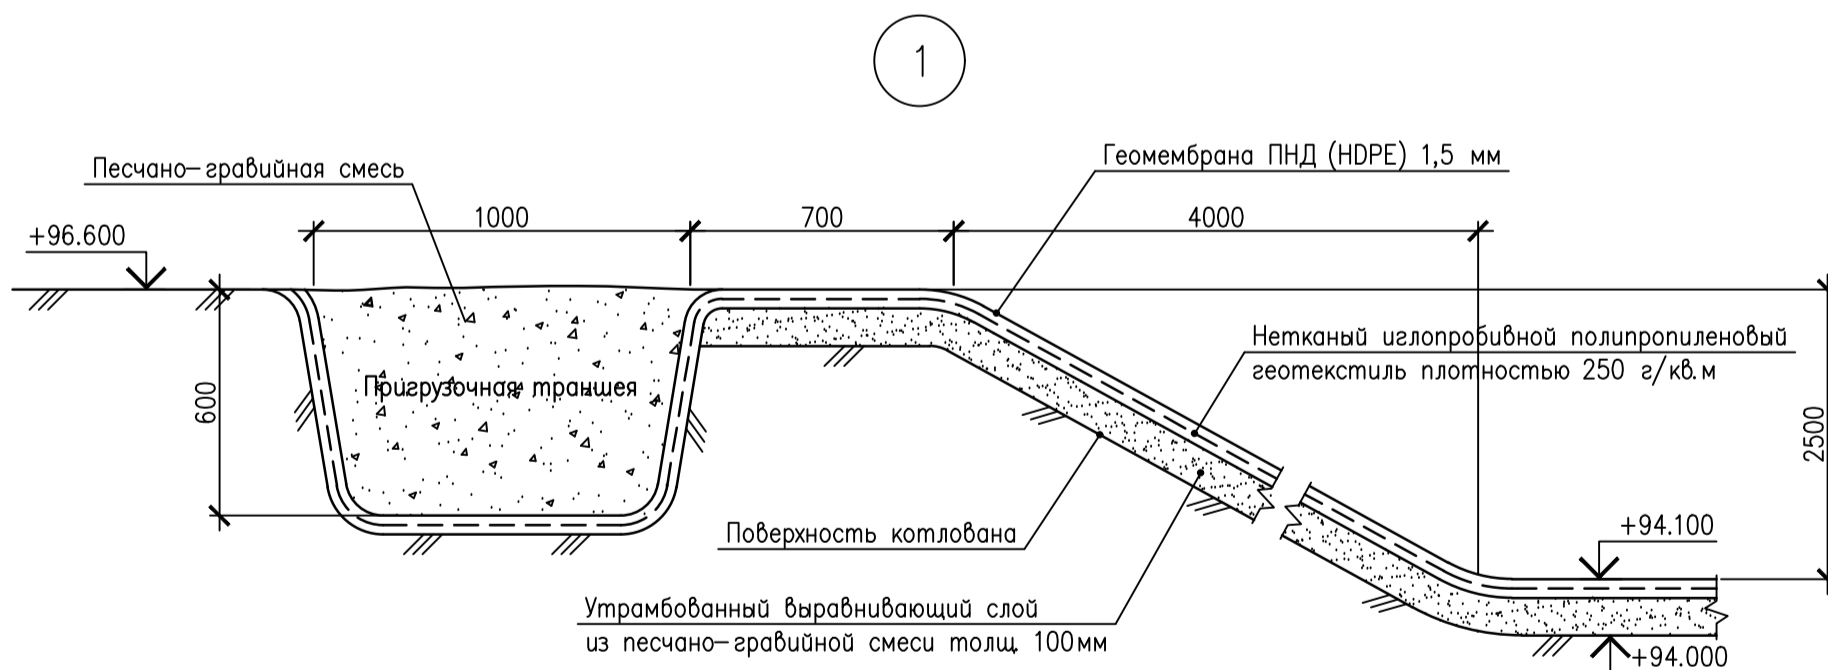 1
Песчано-гравийная смесь
Геомембрана ПНД (HDPE) 1,5 мм
1000
700
4000
+96.600
Нетканый иглопробивной полипропиленовый
геотекстиль плотностью 250 г/кв.м
Пригрузочная траншея
600
2500
Поверхность котлована
+94.100
Утрамбованный выравнивающий слой
из песчано-гравийной смеси толщ. 100мм
+94.000